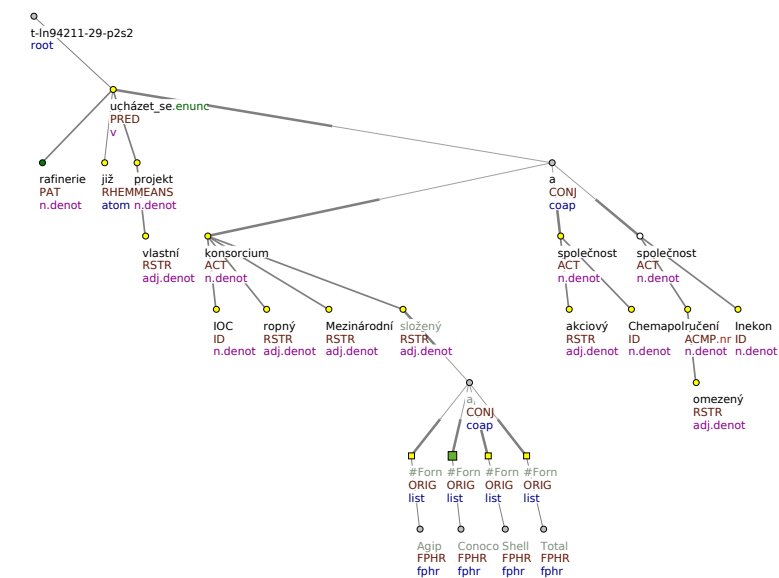 t-ln94211-29-p2s2
root
ucházet_se.enunc
PRED
v
rafinerie již projekt a
PAT RHEM MEANS CONJ
n.denot atom n.denot coap
vlastní konsorcium společnost společnost
RSTR ACT ACT ACT
adj.denot n.denot n.denot n.denot
IOC ropný Mezinárodní složený akciový Chemapol ručení Inekon
ID RSTR RSTR RSTR RSTR ID ACMP.nr ID
n.denot adj.denot adj.denot adj.denot adj.denot n.denot n.denot n.denot
a omezený
CONJ RSTR
coap adj.denot
#Forn #Forn #Forn #Forn
ORIG ORIG ORIG ORIG
list list list list
Agip Conoco Shell Total
FPHR FPHR FPHR FPHR
fphr fphr fphr fphr